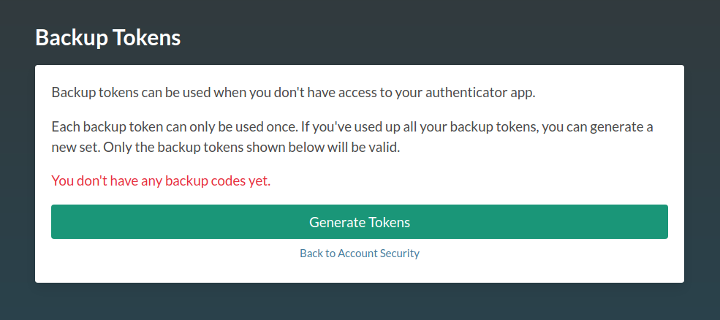 Backup Tokens
Backup tokens can be used when you don't have access to your authenticator app.
Each backup token can only be used once. If you've used up all your backup tokens, you can generate a
new set. Only the backup tokens shown below will be valid.
You don't have any backup codes yet.
Generate Tokens
Back to Account Security